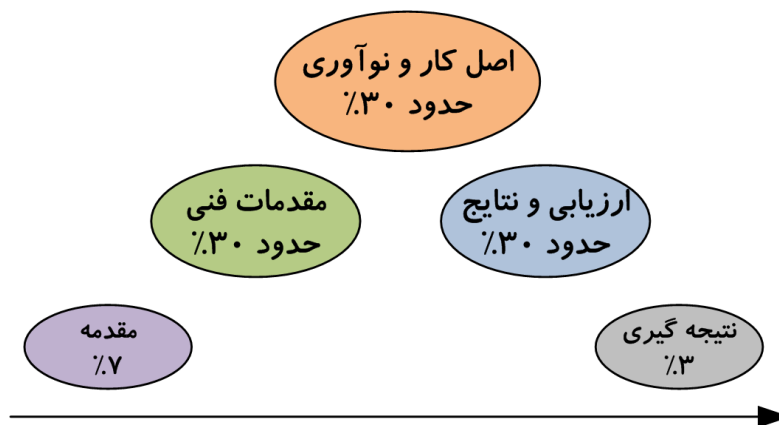 اصل کار و نوآوری
حدود ۳۰٪
مقدمات فنی
حدود ۳۰٪
ارزیابی و نتایج
حدود ۳۰٪
مقدمه
۷٪
نتیجه گیری
۳٪